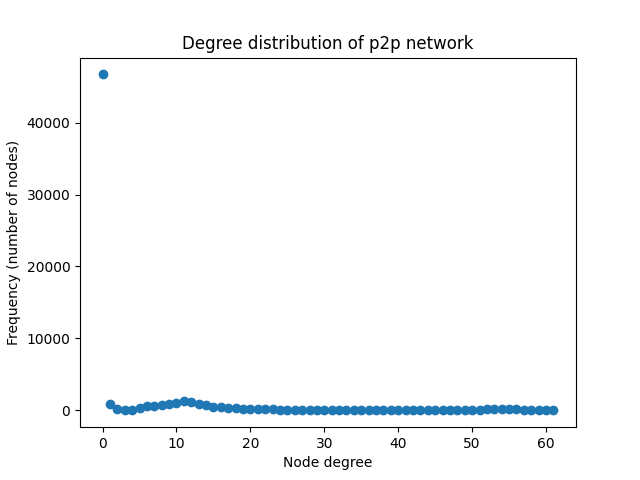 Degree distribution of p2p network
Frequency (number of nodes)
40000
30000
20000
10000
0
0 10 20 30 40 50 60
Node degree